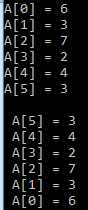 A[0] = 6
A[1] = 3
A[2] = 7
A[3] = 2
A[4] = 4
A[5] = 3
A[5] = 3
A[4] = 4
A[3] = 2
A[2] = 7
A[1] = 3
A[0] = 6